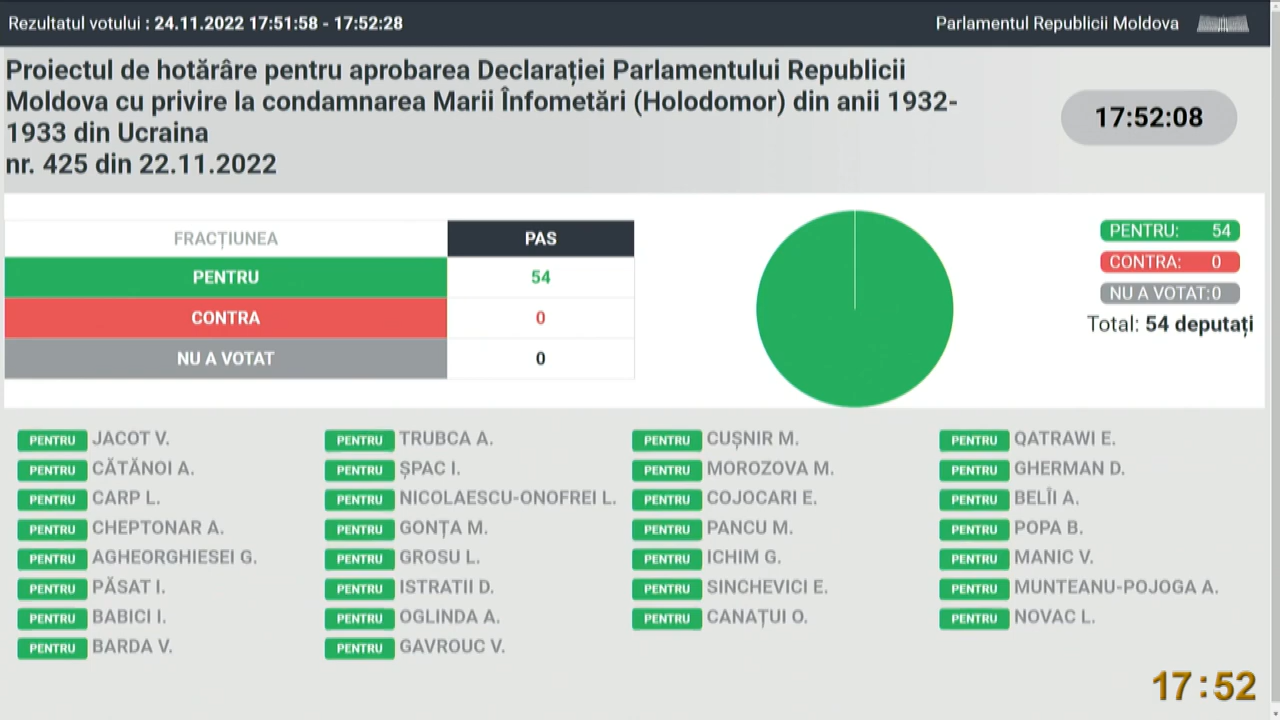 Rezultatul votului : 24.11.2022 17:51:58 - 17:52:28
Parlamentul Republicii Moldova
Proiectul de hotărâre pentru aprobarea Declarației Parlamentului Republicii
Moldova cu privire la condamnarea Marii Înfometări (Holodomor) din anii 1932-
1933 din Ucraina
nr. 425 din 22.11.2022
17:52:08
FRACȚIUNEA PAS
PENTRU 54
CONTRA 0
NU A VOTAT 0
PENTRU: 54
CONTRA: 0
NU A VOTAT:0
Total: 54 deputați
PENTRU JACOT V.
PENTRU CĂTĂNOI A.
PENTRU CARP L.
PENTRU CHEPTONAR A.
PENTRU AGHEORGHIESEI G.
PENTRU PĂSAT I.
PENTRU BABICI I.
PENTRU BARDA V.
PENTRU TRUBCA A.
PENTRU ȘPAC I.
PENTRU NICOLAESCU-ONOFREI L.
PENTRU GONȚA M.
PENTRU GROSU L.
PENTRU ISTRATII D.
PENTRU OGLINDA A.
PENTRU GAVROUC V.
PENTRU CUȘNIR M.
PENTRU MOROZOVA M.
PENTRU COJOCARI E.
PENTRU PANCU M.
PENTRU ICHIM G.
PENTRU SINCHEVICI E.
PENTRU CANAȚUI O.
PENTRU QATRAWI E.
PENTRU GHERMAN D.
PENTRU BELÎI A.
PENTRU POPA B.
PENTRU MANIC V.
PENTRU MUNTEANU-POJOGA A.
PENTRU NOVAC L.
17:52